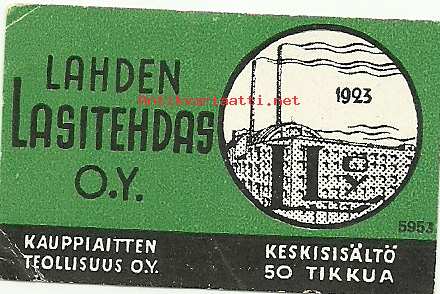 LAHDEN
LASITEHDAS
O.Y.
1923
O
Y
5953
KAUPPIAITTEN
TEOLLISUUS O.Y.
KESKISISÄLTÖ
50 TIKKUA
Antikvariaatti.net